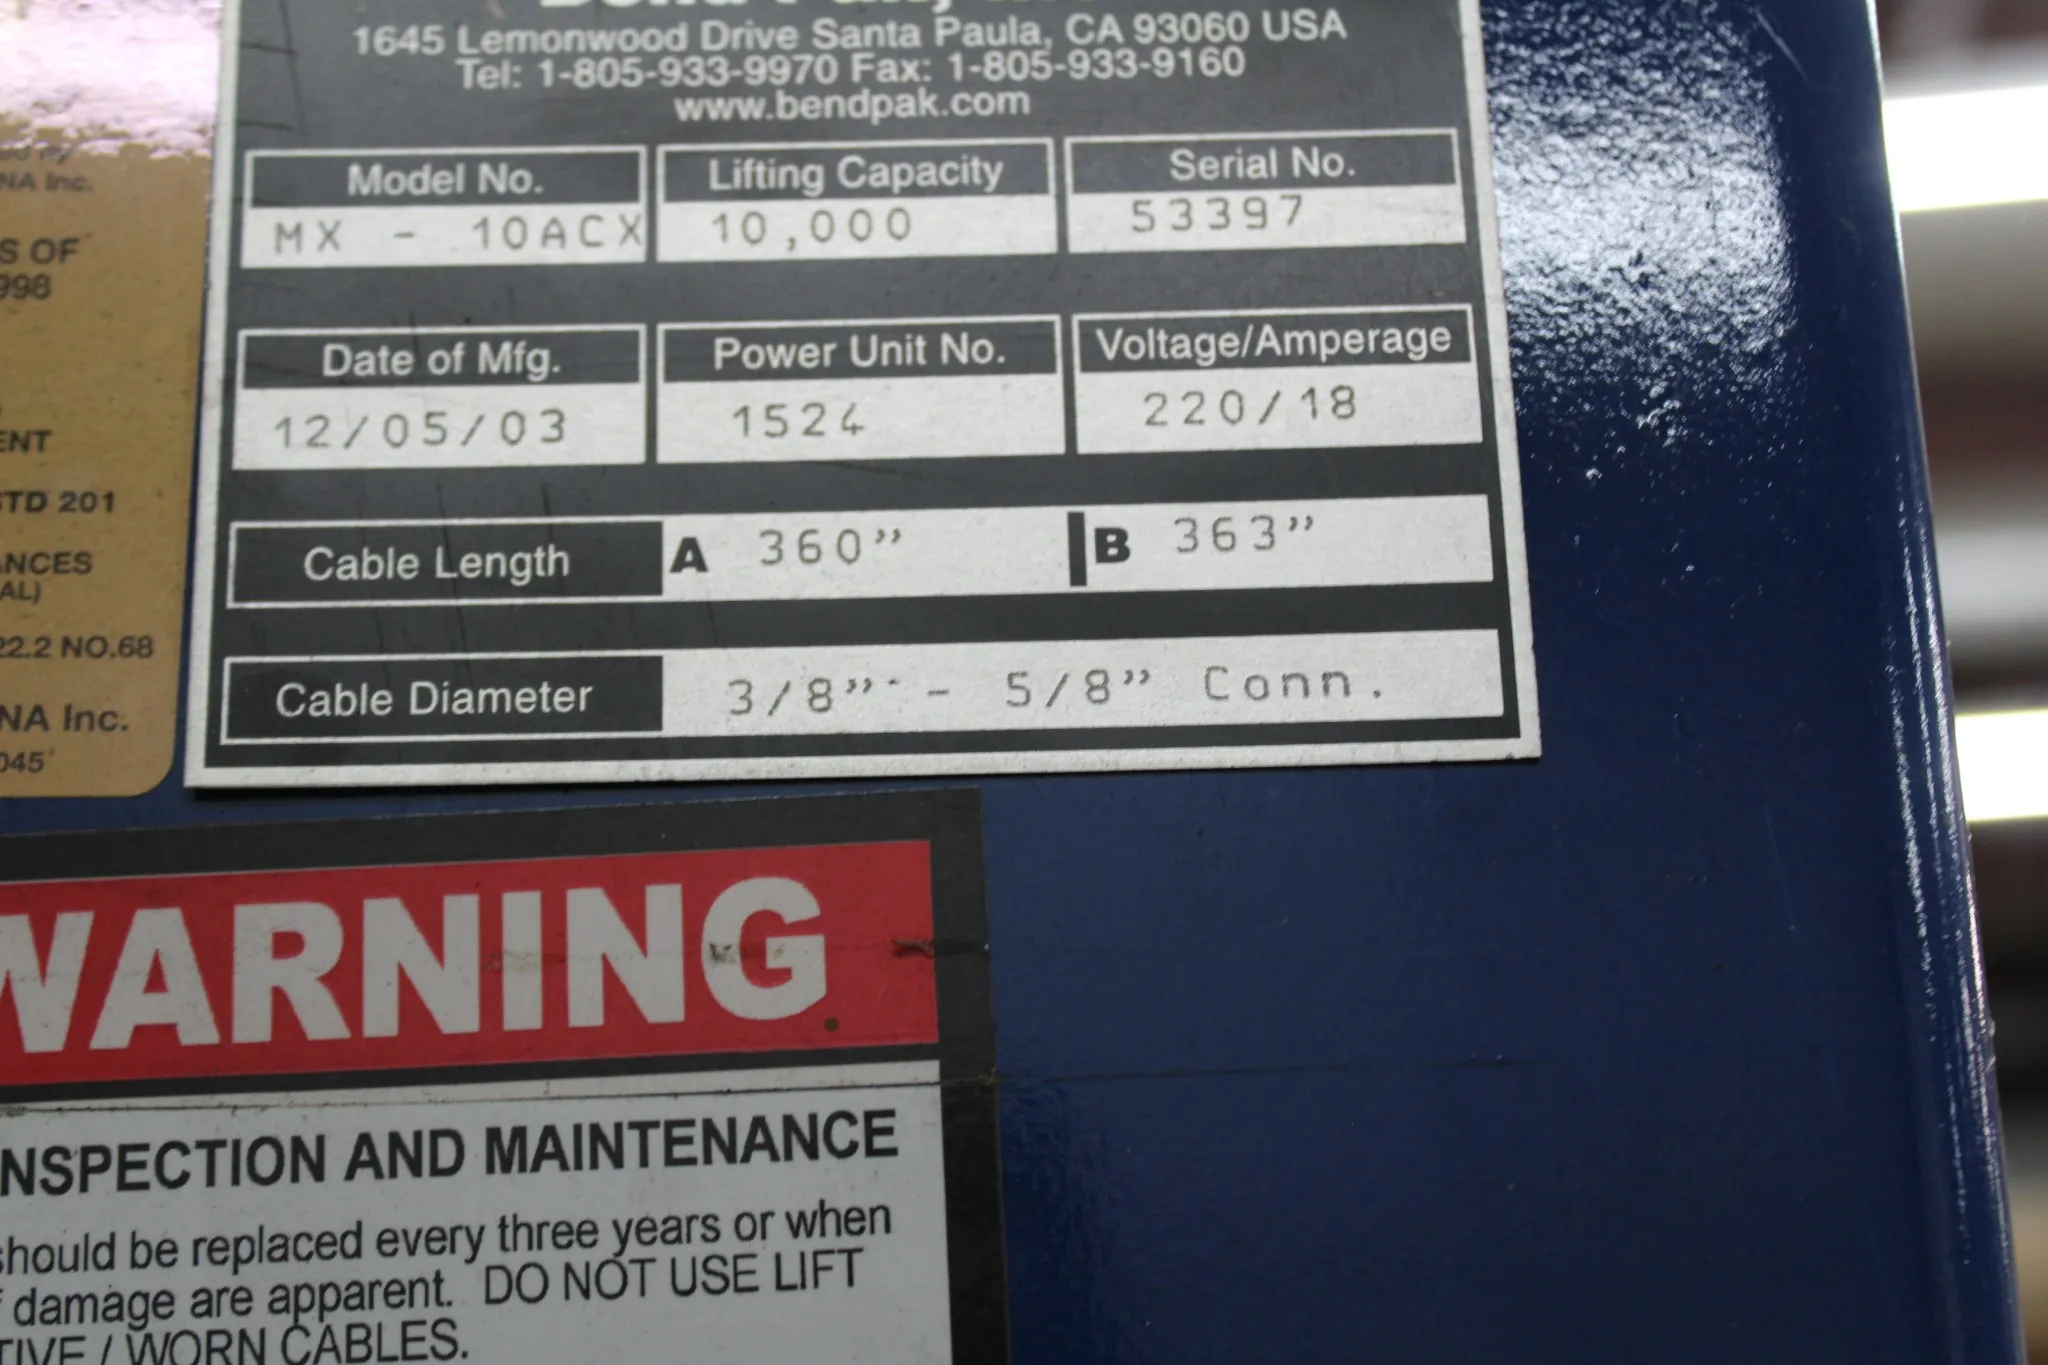 1645 Lemonwood Drive Santa Paula, CA 93060 USA
Tel: 1-805-933-9970 Fax: 1-805-933-9160
www.bendpak.com
Model No. Lifting Capacity Serial No.
MX - 10ACX 10,000 53397
Date of Mfg. Power Unit No. Voltage/Amperage
12/05/03 1524 220/18
Cable Length A 360” B 363”
Cable Diameter 3/8” - 5/8” Conn.
NA Inc.
S OF
998
ENT
STD 201
ANCES
AL)
22.2 NO.68
NA Inc.
045
WARNING
INSPECTION AND MAINTENANCE
should be replaced every three years or when
damage are apparent. DO NOT USE LIFT
TIVE / WORN CABLES.